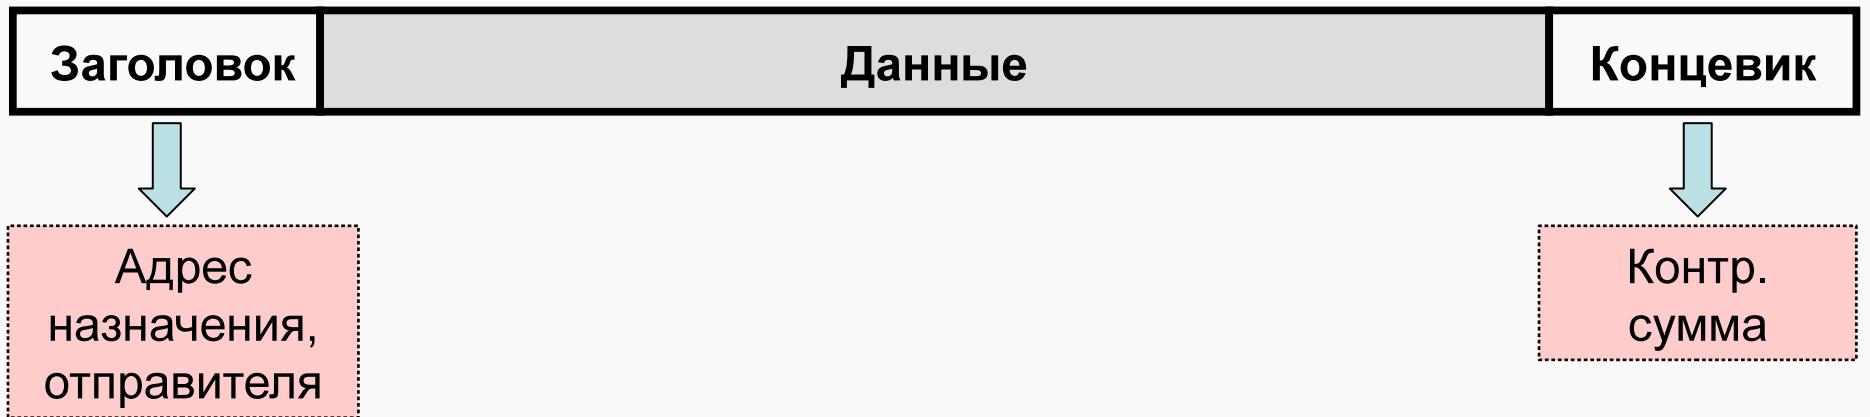 Заголовок Данные Концевик
Адрес
назначения,
отправителя
Контр.
сумма